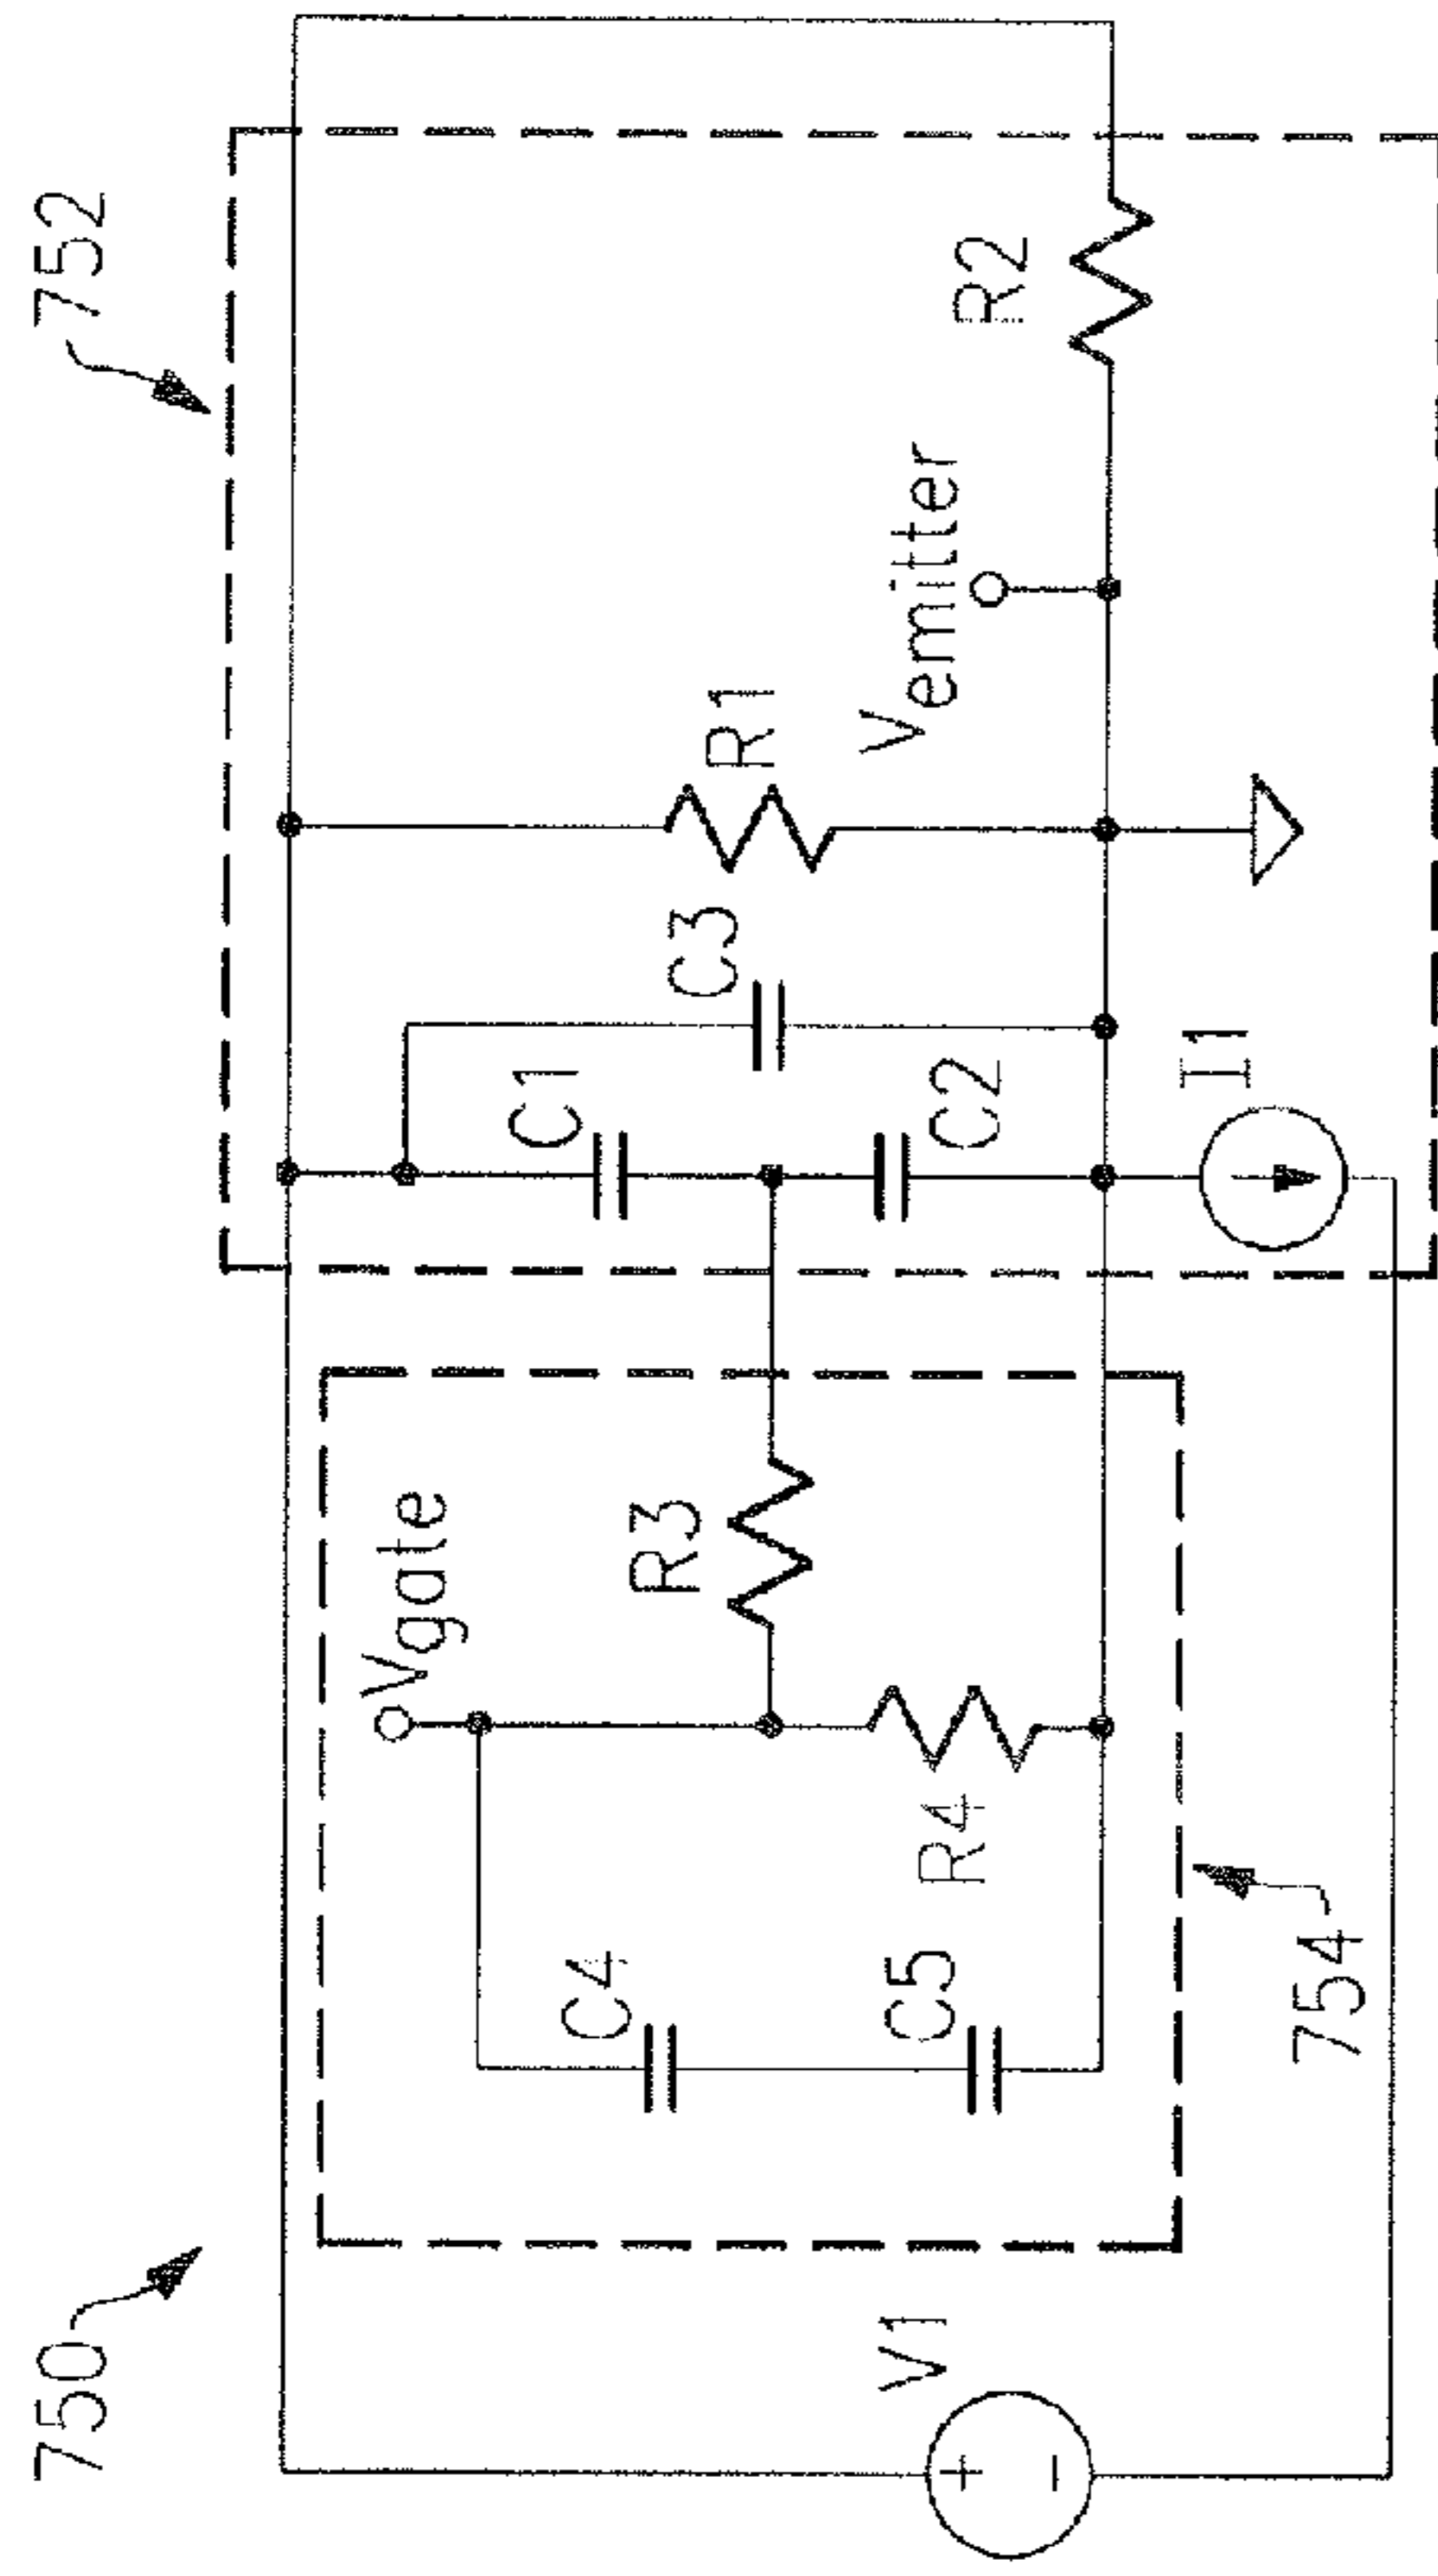 750
752
754
V1
C4
C5
Vgate
R4
R3
C1
C2
C3
I1
R1
Vemitter
R2
+
-